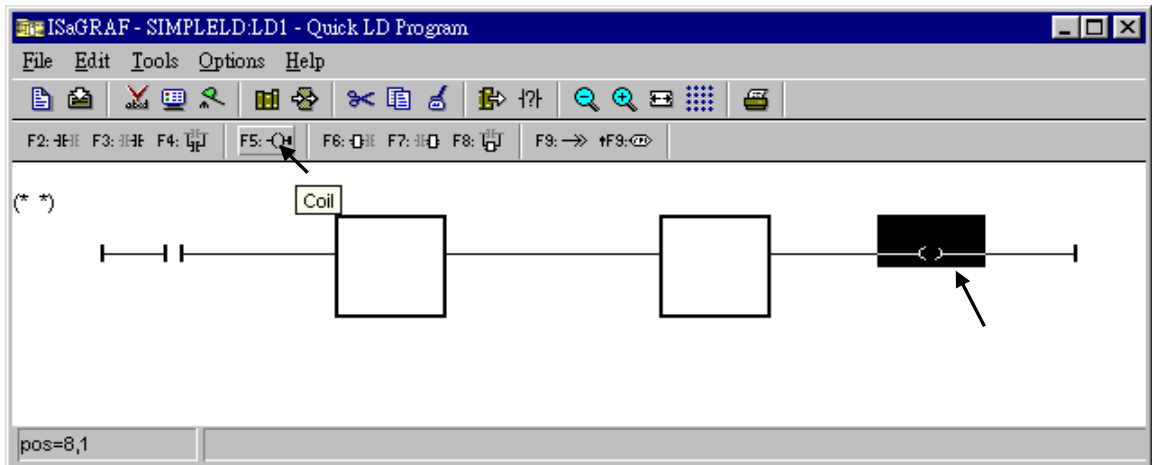 ISaGRAF - SIMPLELD:LD1 - Quick LD Program
File Edit Tools Options Help
F2: F3: F4: F5: F6: F7: F8: F9: ↑F9:
Coil
(* *)
pos=8,1